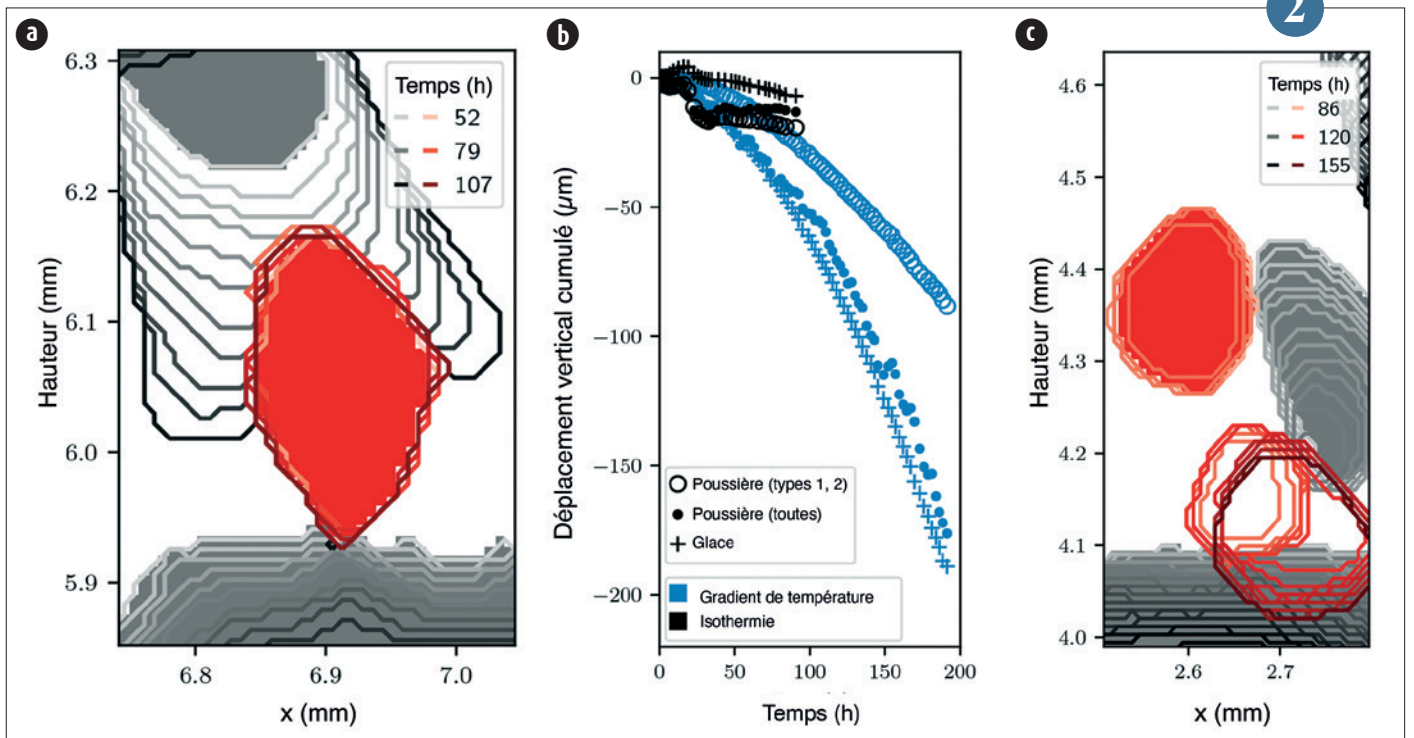 2
a
Hauteur (mm)
6.3
6.2
6.1
6.0
5.9
6.8
6.9
7.0
x (mm)
Temps (h)
52
79
107
b
Déplacement vertical cumulé (µm)
0
−50
−100
−150
−200
0
50
100
150
200
Temps (h)
Poussière (types 1, 2)
Poussière (toutes)
Glace
Gradient de température
Isothermie
c
Hauteur (mm)
4.6
4.5
4.4
4.3
4.2
4.1
4.0
2.6
2.7
x (mm)
Temps (h)
86
120
155